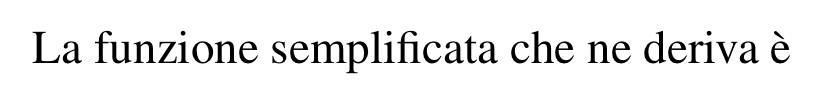 La funzione semplificata che ne deriva è